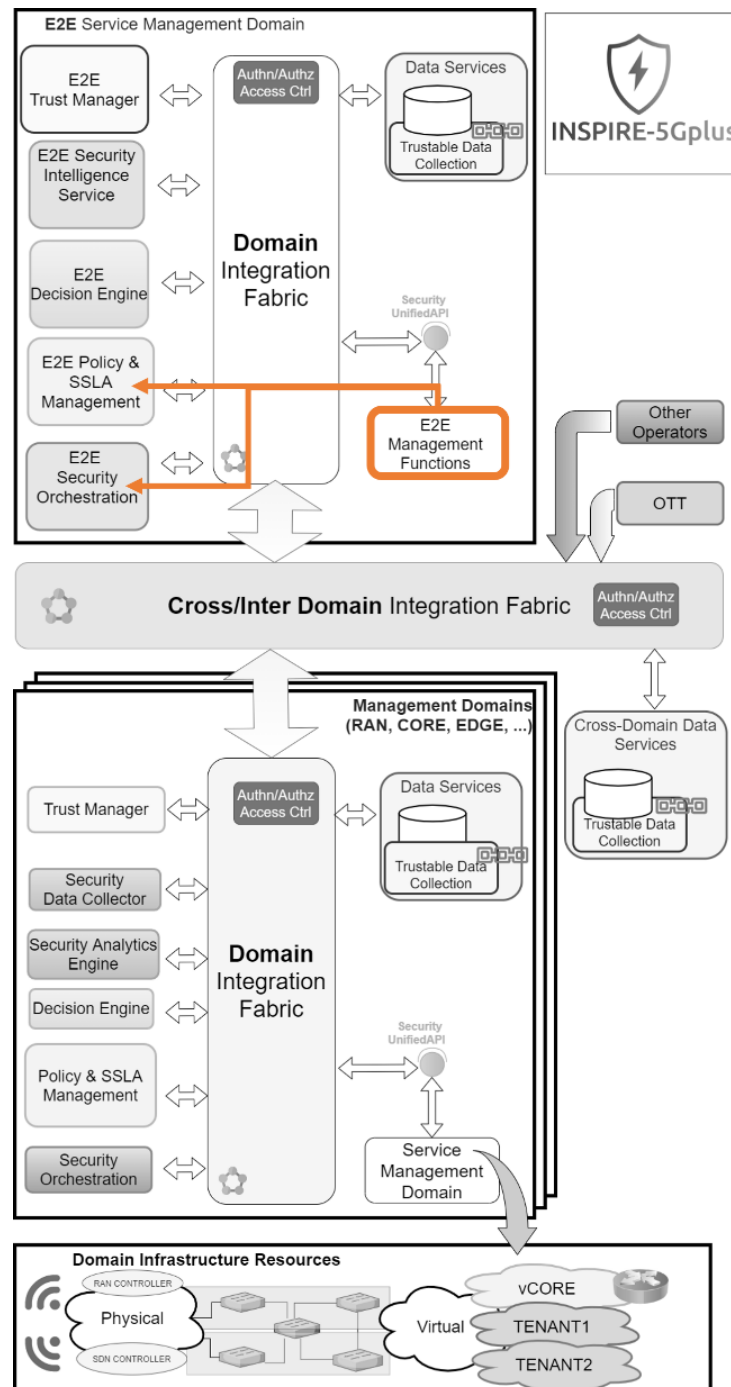 E2E Service Management Domain
E2E
Trust Manager
Authn/Authz
Access Ctrl
Data Services
Trustable Data
Collection
INSPIRE-5Gplus
E2E Security
Intelligence
Service
Domain
Integration
Fabric
E2E
Decision Engine
Security
UnifiedAPI
E2E Policy &
SSLA
Management
E2E
Management
Functions
E2E
Security
Orchestration
Other
Operators
OTT
Cross/Inter Domain Integration Fabric
Authn/Authz
Access Ctrl
Management Domains
(RAN, CORE, EDGE, ...)
Cross-Domain Data
Services
Trustable Data
Collection
Trust Manager
Authn/Authz
Access Ctrl
Data Services
Trustable Data
Collection
Security
Data Collector
Security Analytics
Engine
Domain
Integration
Fabric
Decision Engine
Security
UnifiedAPI
Policy & SSLA
Management
Security
Orchestration
Service
Management
Domain
Domain Infrastructure Resources
RAN CONTROLLER
Physical
SDN CONTROLLER
Virtual
vCORE
TENANT1
TENANT2